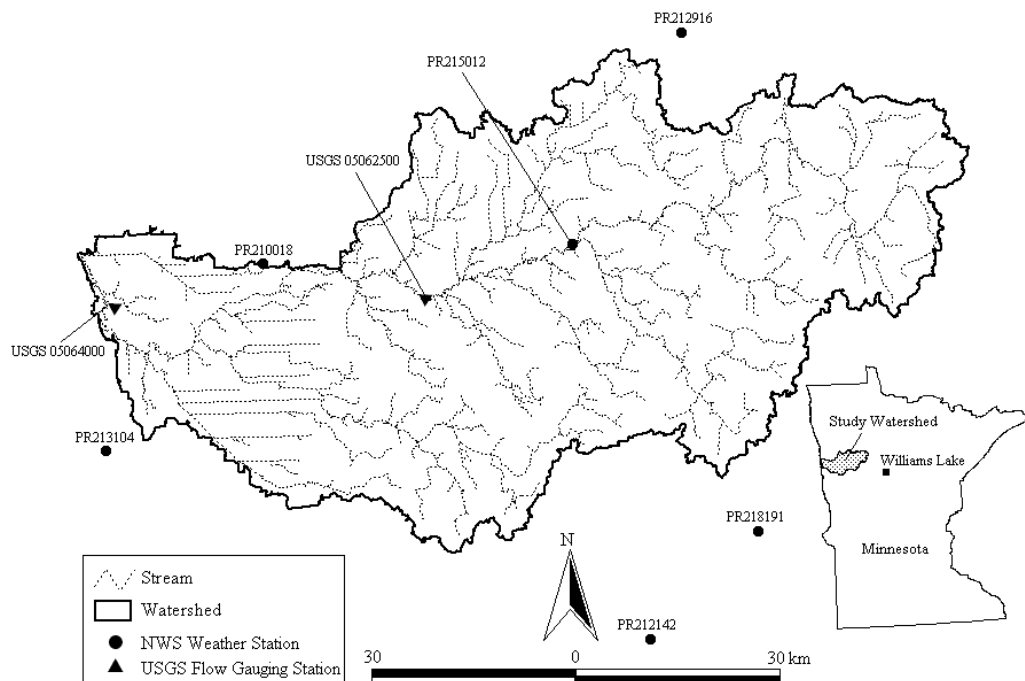 PR212916
PR215012
USGS 05062500
PR210018
USGS 05064000
PR213104
Study Watershed
Williams Lake
PR218191
Minnesota
N
Stream
Watershed
NWS Weather Station
USGS Flow Gauging Station
PR212142
30
0
30 km